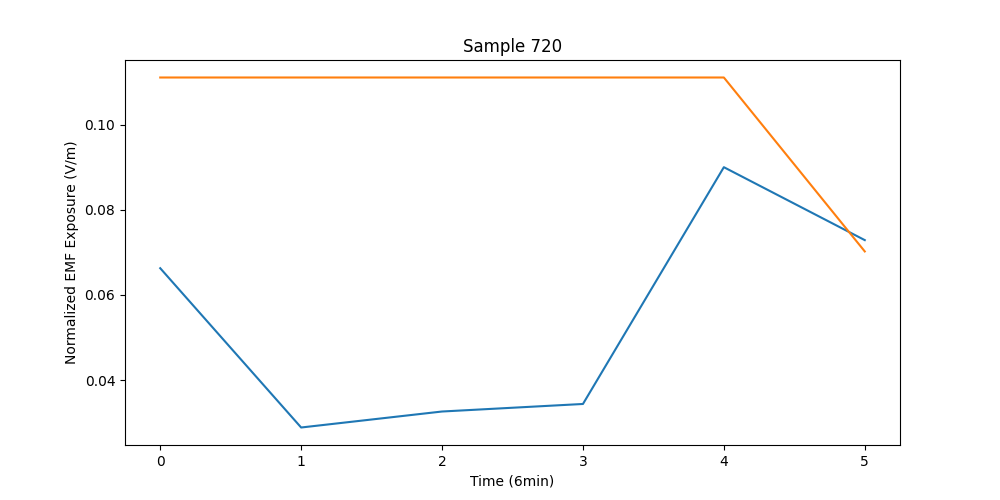 Sample 720
Normalized EMF Exposure (V/m)
0.10
0.08
0.06
0.04
0 1 2 3 4 5
Time (6min)